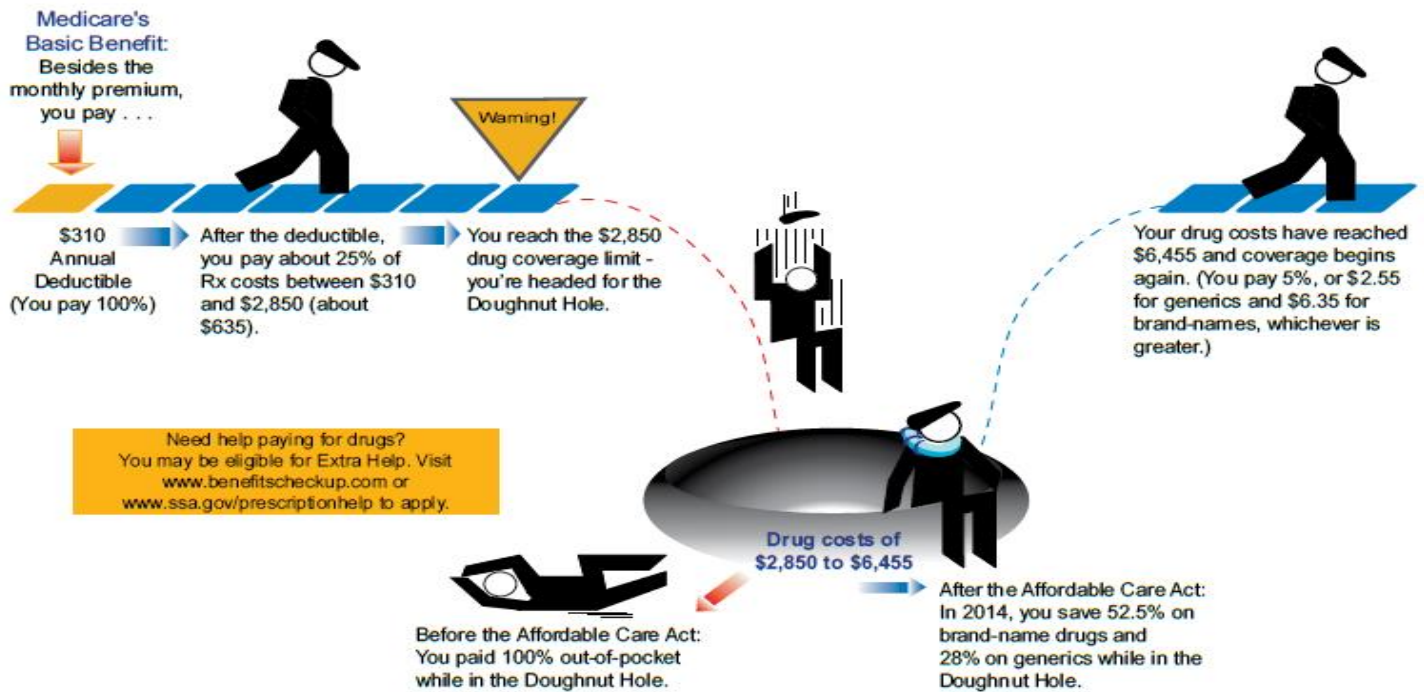 Medicare's
Basic Benefit:
Besides the
monthly premium,
you pay . . .
Warning!
$310
Annual
Deductible
(You pay 100%)
After the deductible,
you pay about 25% of
Rx costs between $310
and $2,850 (about
$635).
You reach the $2,850
drug coverage limit -
you're headed for the
Doughnut Hole.
Your drug costs have reached
$6,455 and coverage begins
again. (You pay 5%, or $2.55
for generics and $6.35 for
brand-names, whichever is
greater.)
Need help paying for drugs?
You may be eligible for Extra Help. Visit
www.benefitscheckup.com or
www.ssa.gov/prescriptionhelp to apply.
Drug costs of
$2,850 to $6,455
Before the Affordable Care Act:
You paid 100% out-of-pocket
while in the Doughnut Hole.
After the Affordable Care Act:
In 2014, you save 52.5% on
brand-name drugs and
28% on generics while in the
Doughnut Hole.